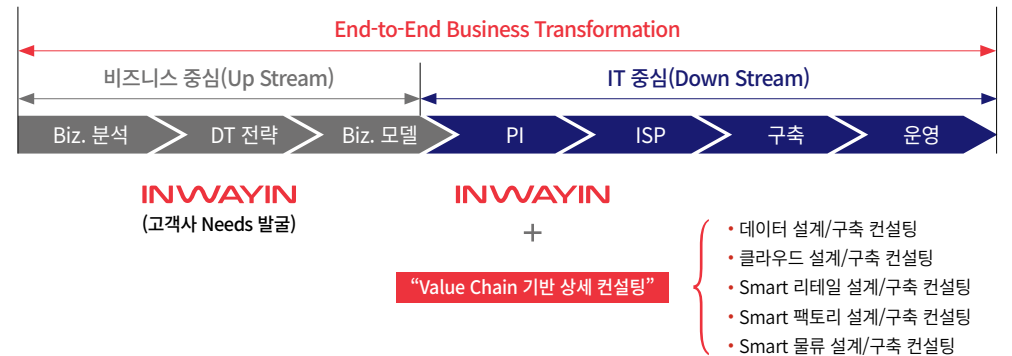 End-to-End Business Transformation
비즈니스 중심(Up Stream)
IT 중심(Down Stream)
Biz. 분석
DT 전략
Biz. 모델
PI
ISP
구축
운영
INWAYIN
(고객사 Needs 발굴)
INWAYIN
+
“Value Chain 기반 상세 컨설팅”
• 데이터 설계/구축 컨설팅
• 클라우드 설계/구축 컨설팅
• Smart 리테일 설계/구축 컨설팅
• Smart 팩토리 설계/구축 컨설팅
• Smart 물류 설계/구축 컨설팅